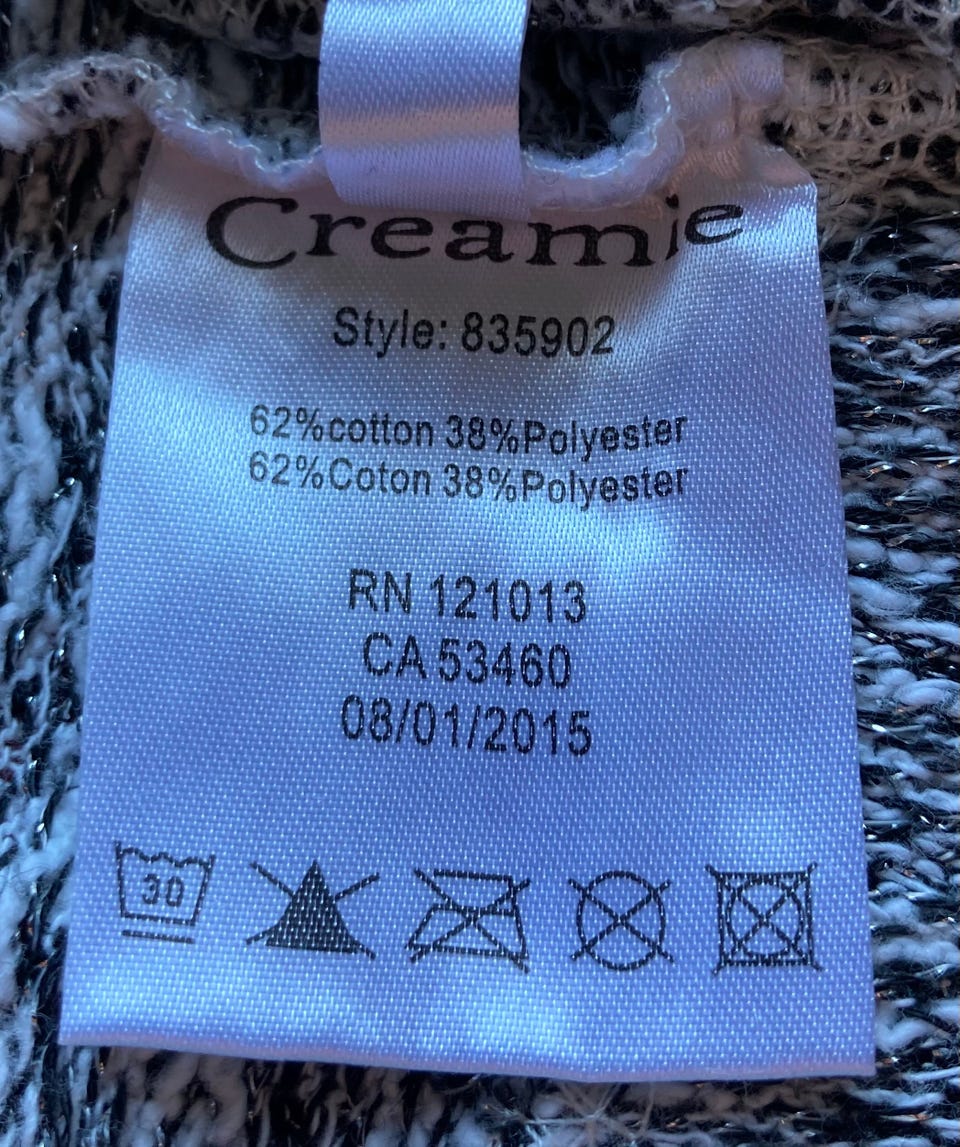 Creamie
Style: 835902
62%cotton 38%Polyester
62%Coton 38%Polyester
RN 121013
CA 53460
08/01/2015
30